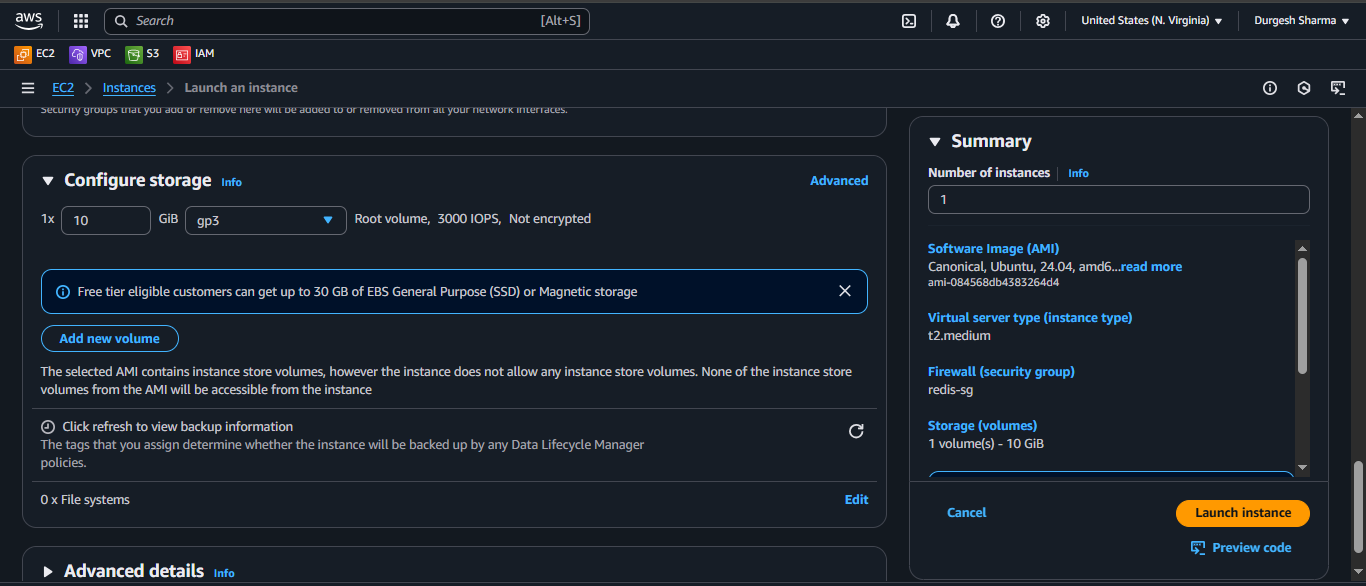 aws
Search [Alt+S]
United States (N. Virginia)
Durgesh Sharma
EC2 VPC S3 IAM
EC2 Instances Launch an instance
Security groups that you add or remove here will be added to or removed from all your network interfaces.
Configure storage Info
Advanced
1x 10 GiB gp3 Root volume, 3000 IOPS, Not encrypted
Free tier eligible customers can get up to 30 GB of EBS General Purpose (SSD) or Magnetic storage
Add new volume
The selected AMI contains instance store volumes, however the instance does not allow any instance store volumes. None of the instance store
volumes from the AMI will be accessible from the instance
Click refresh to view backup information
The tags that you assign determine whether the instance will be backed up by any Data Lifecycle Manager
policies.
0 x File systems
Edit
Advanced details Info
Summary
Number of instances Info
1
Software Image (AMI)
Canonical, Ubuntu, 24.04, amd6...read more
ami-084568db4383264d4
Virtual server type (instance type)
t2.medium
Firewall (security group)
redis-sg
Storage (volumes)
1 volume(s) - 10 GiB
Cancel
Launch instance
Preview code